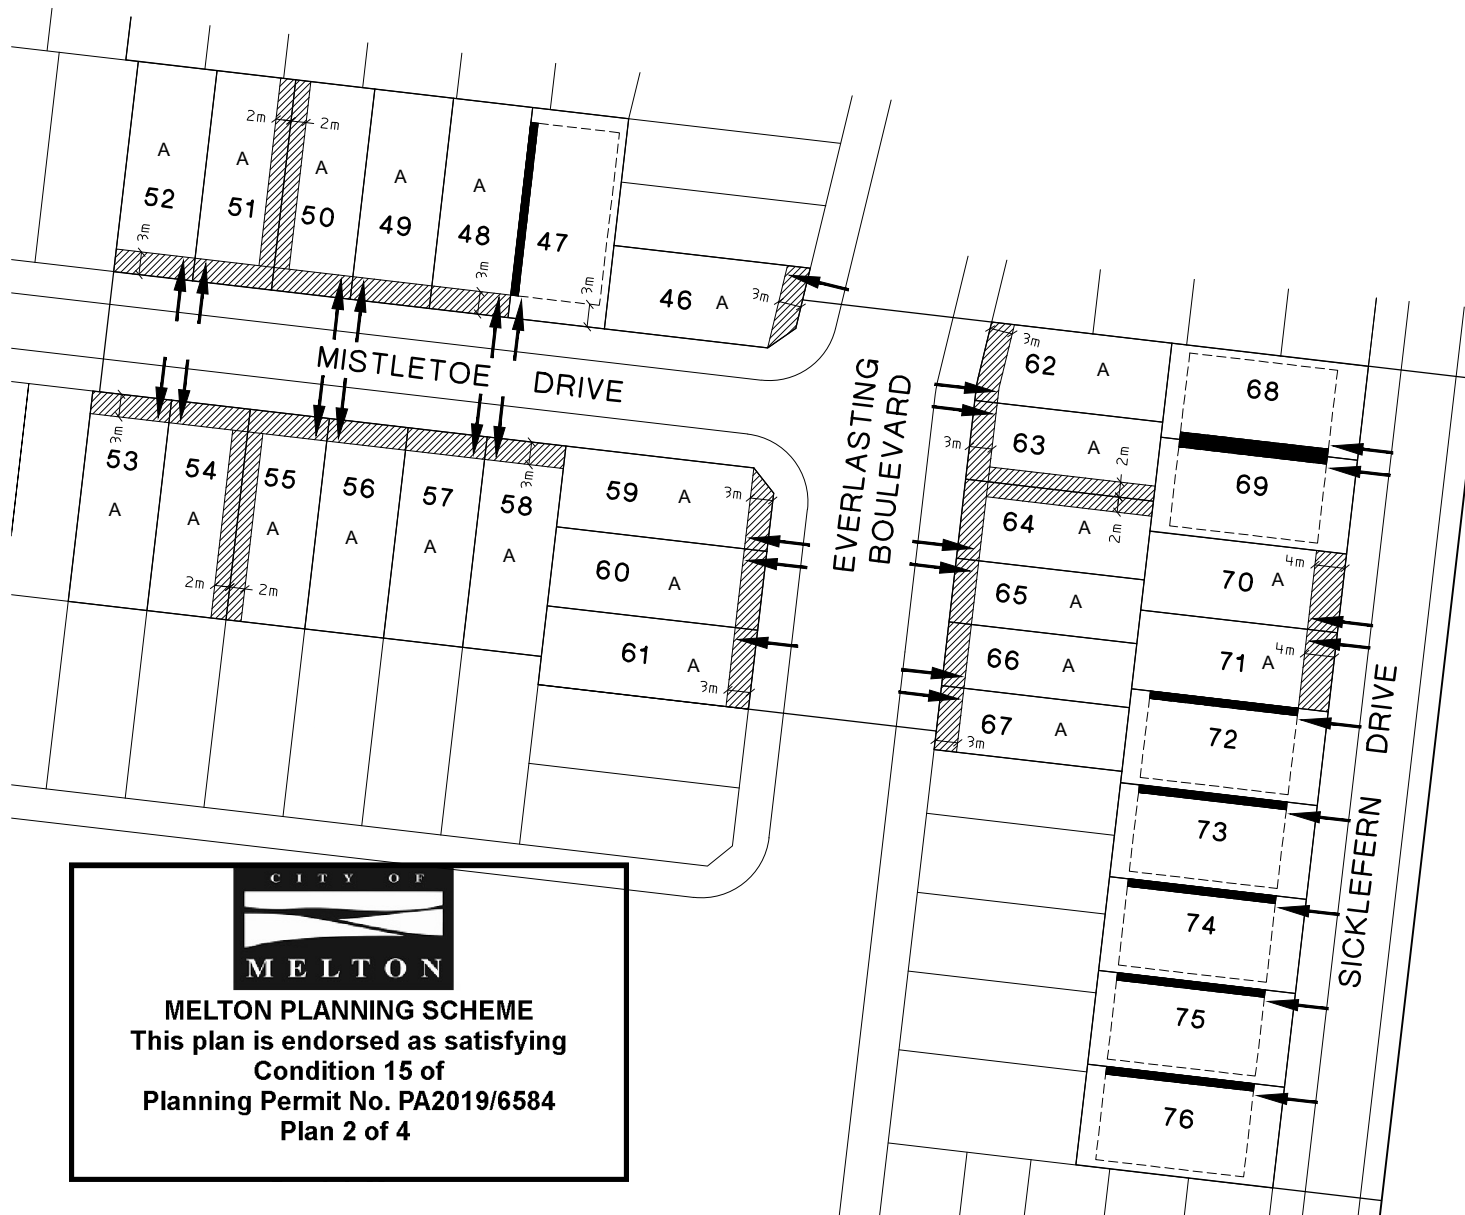 2m
2m
A
A
A
A
A
52
51
50
49
48
47
3m
3m
3m
46 A
3m
MISTLETOE DRIVE
3m
53
54
55
56
57
58
3m
A
A
A
A
A
A
2m
2m
59 A
3m
60 A
61 A
3m
EVERLASTING
BOULEVARD
3m
62 A
63 A
3m
2m
64 A
2m
65 A
66 A
67 A
3m
68
69
4m
70 A
71 A
4m
72
73
74
75
76
SICKLEFERN DRIVE
CITY OF
MELTON
MELTON PLANNING SCHEME
This plan is endorsed as satisfying
Condition 15 of
Planning Permit No. PA2019/6584
Plan 2 of 4